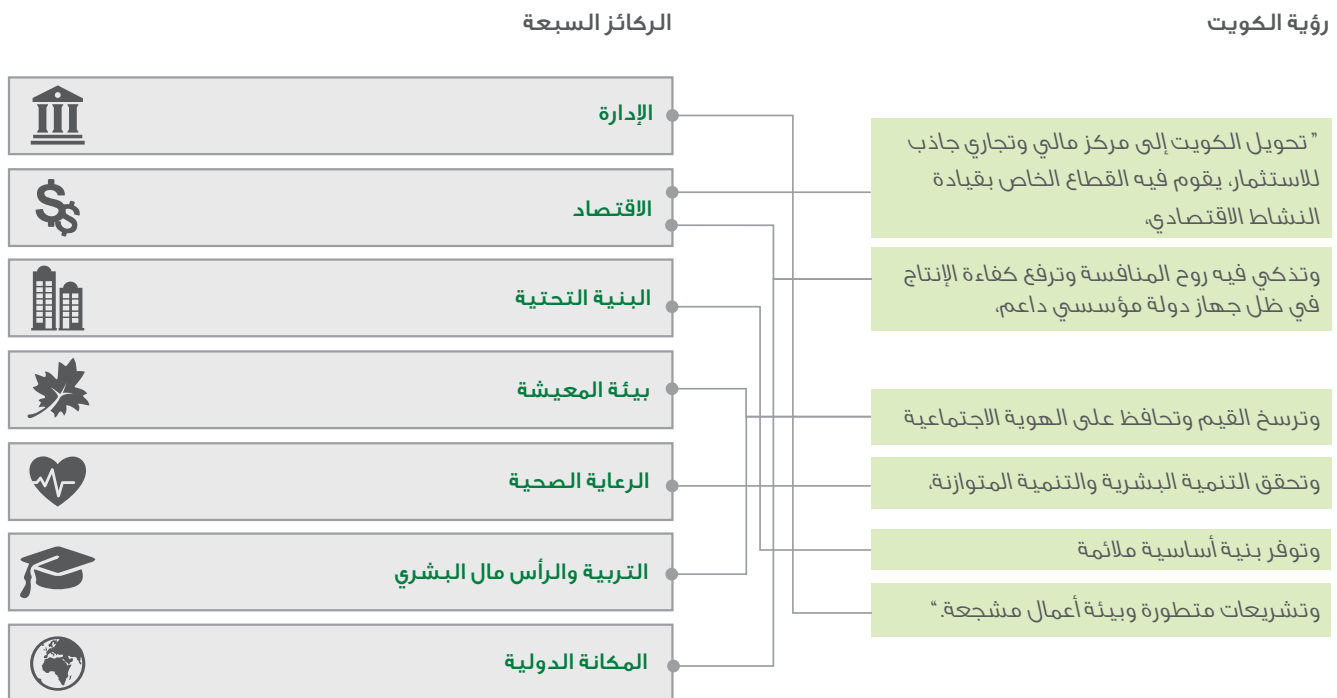 رؤية الكويت
الركائز السبعة
" تحويل الكويت إلى مركز مالي وتجاري جاذب
للاستثمار، يقوم فيه القطاع الخاص بقيادة
النشاط الاقتصادي،
وتذكي فيه روح المنافسة وترفع كفاءة الإنتاج
في ظل جهاز دولة مؤسسي داعم،
وترسخ القيم وتحافظ على الهوية الاجتماعية
وتحقق التنمية البشرية والتنمية المتوازنة،
وتوفر بنية أساسية ملائمة
وتشريعات متطورة وبيئة أعمال مشجعة."
الإدارة
الاقتصاد
البنية التحتية
بيئة المعيشة
الرعاية الصحية
التربية والرأس مال البشري
المكانة الدولية